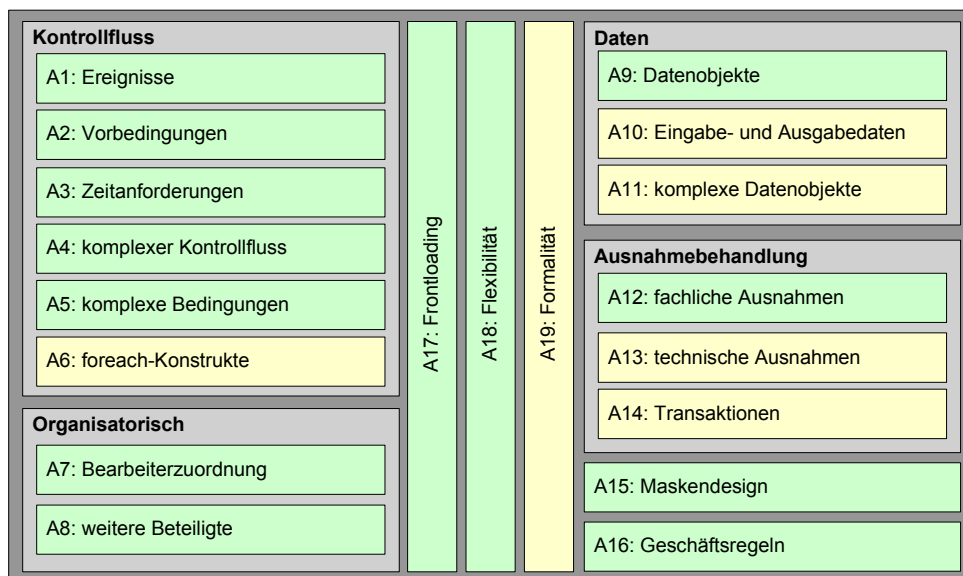 Kontrollfluss
A1: Ereignisse
A2: Vorbedingungen
A3: Zeitanforderungen
A4: komplexer Kontrollfluss
A5: komplexe Bedingungen
A6: foreach-Konstrukte
Organisatorisch
A7: Bearbeiterzuordnung
A8: weitere Beteiligte
A17: Frontloading
A18: Flexibilität
A19: Formalität
Daten
A9: Datenobjekte
A10: Eingabe- und Ausgabedaten
A11: komplexe Datenobjekte
Ausnahmebehandlung
A12: fachliche Ausnahmen
A13: technische Ausnahmen
A14: Transaktionen
A15: Maskendesign
A16: Geschäftsregeln